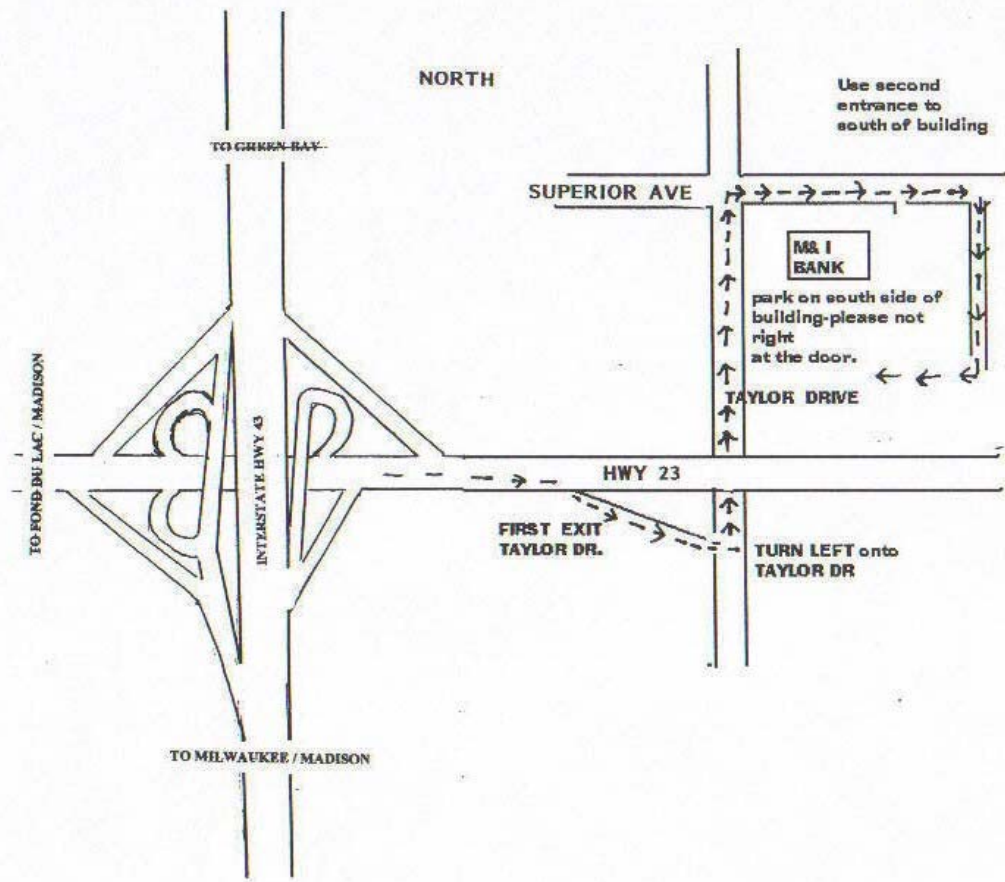 NORTH
Use second
entrance to
south of building
TO GREEN BAY
SUPERIOR AVE
M& I
BANK
park on south side of
building-please not
right
at the door.
TAYLOR DRIVE
TO FOND DU LAC / MADISON
INTERSTATE HWY 43
HWY 23
FIRST EXIT
TAYLOR DR.
TURN LEFT onto
TAYLOR DR
TO MILWAUKEE / MADISON